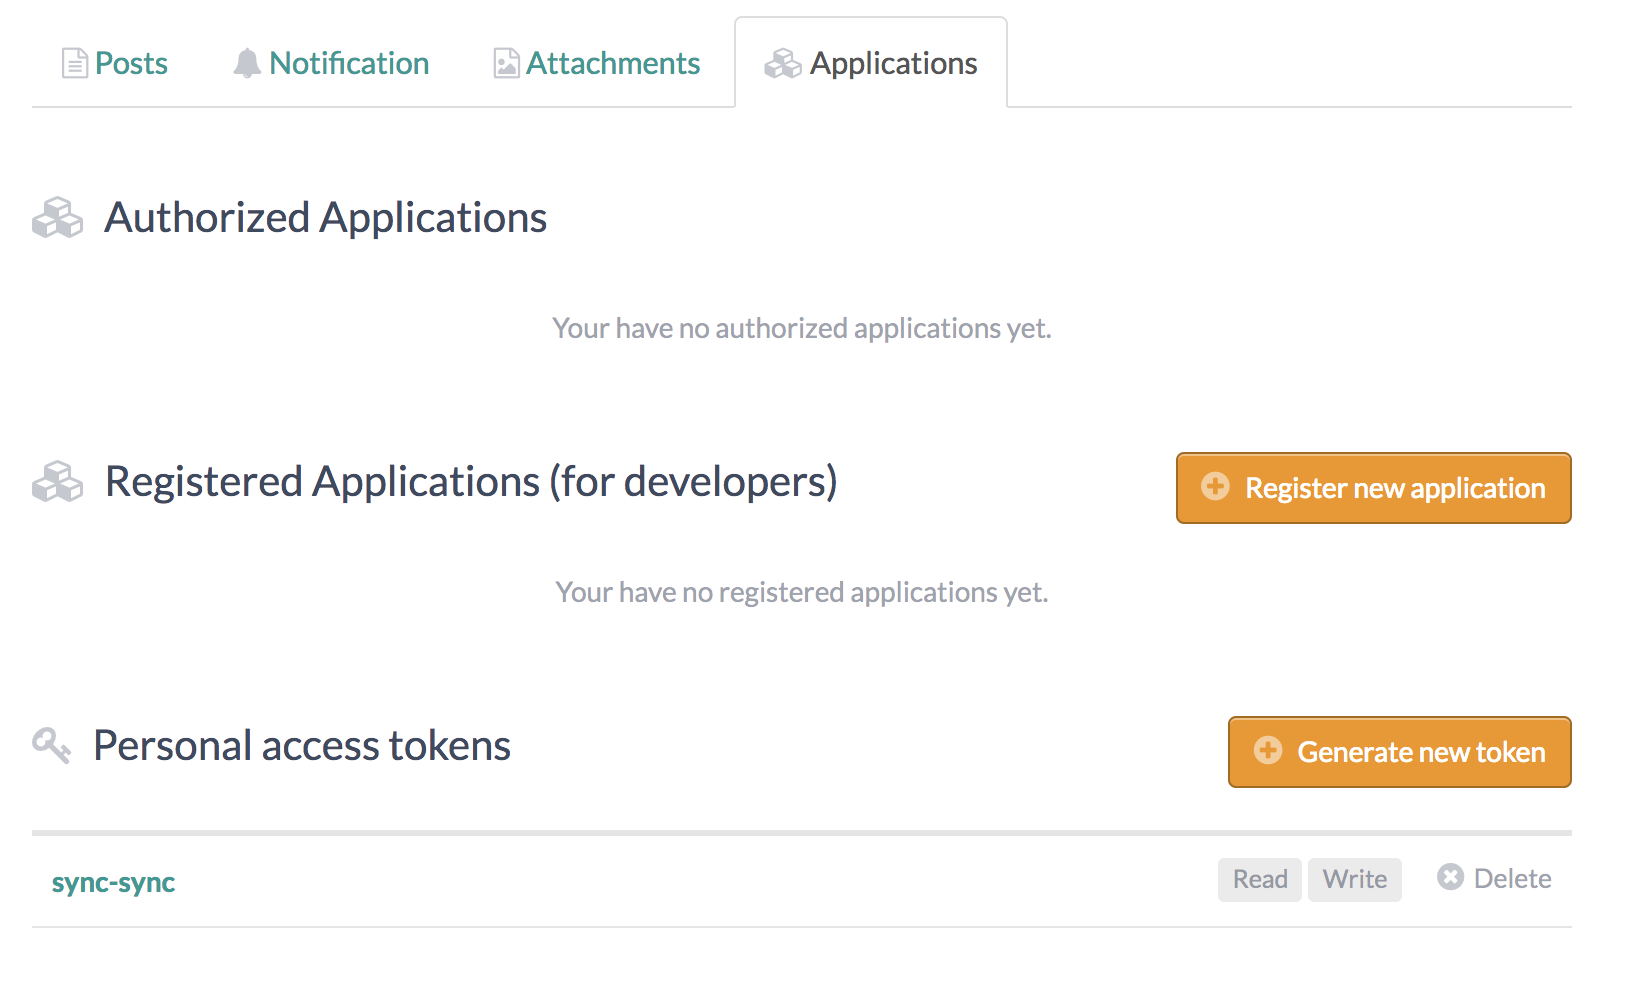 Posts Notification Attachments Applications
Authorized Applications
Your have no authorized applications yet.
Registered Applications (for developers) Register new application
Your have no registered applications yet.
Personal access tokens Generate new token
sync-sync Read Write Delete